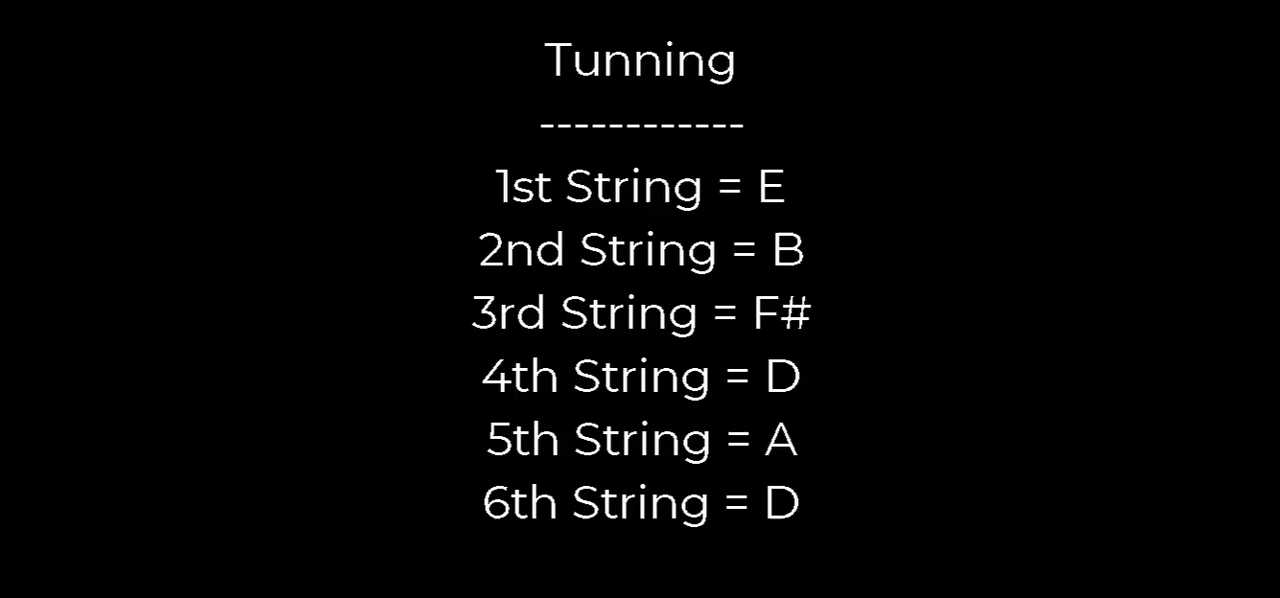 Tunning
------------
1st String = E
2nd String = B
3rd String = F#
4th String = D
5th String = A
6th String = D